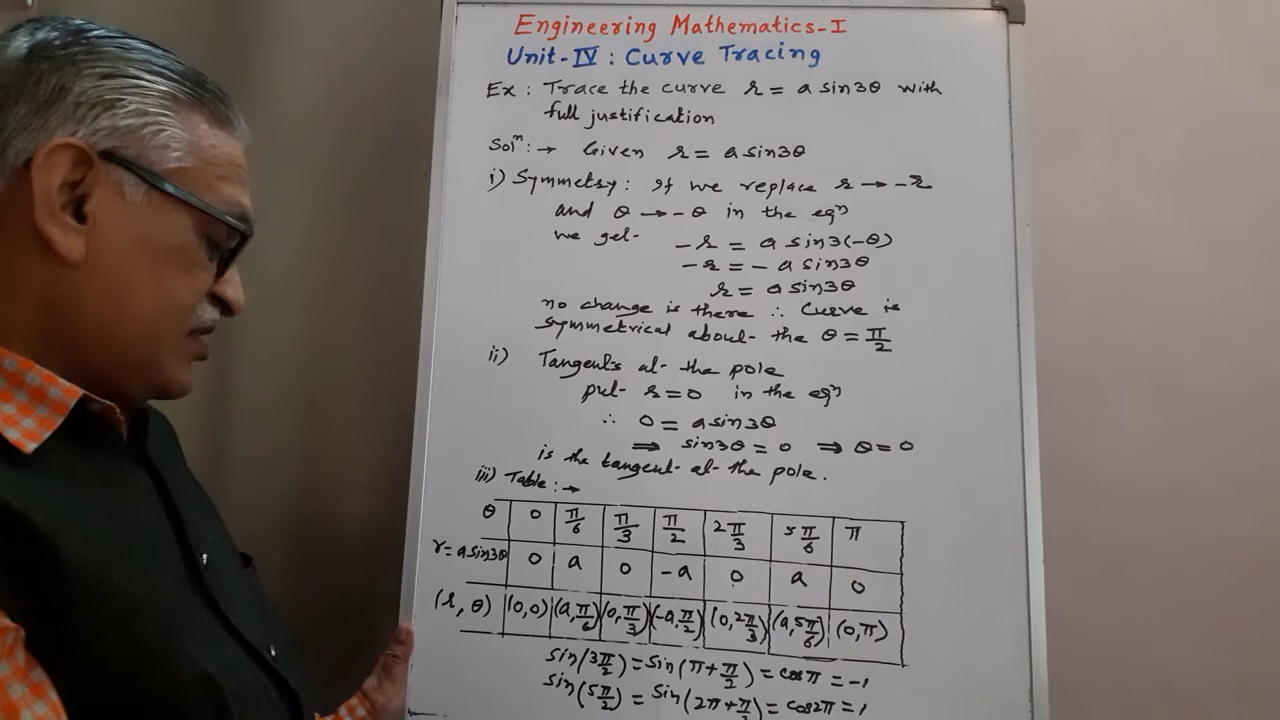 Engineering Mathematics-I
Unit-IV : Curve Tracing
Ex : Trace the curve r = a sin3θ with
full justification
Solⁿ: → Given r = a sin3θ
i) Symmetry: If we replace r → -r
and θ → -θ in the eqⁿ
we get- -r = a sin3(-θ)
-r = - a sin3θ
r = a sin3θ
no change is there ∴ Curve is
symmetrical about- the θ = π/2
ii) Tangents at- the pole
put- r = 0 in the eqⁿ
∴ 0 = a sin3θ
⇒ sin3θ = 0 ⇒ θ = 0
is the tangent- at- the pole.
iii) Table : →
θ 0 π/6 π/3 π/2 2π/3 5π/6 π
r = a sin3θ 0 a 0 -a 0 a 0
(r, θ) (0,0) (a, π/6) (0, π/3) (-a, π/2) (0, 2π/3) (a, 5π/6) (0, π)
sin(3π/2) = sin(π + π/2) = cosπ = -1
sin(5π/2) = sin(2π + π/2) = cos2π = 1